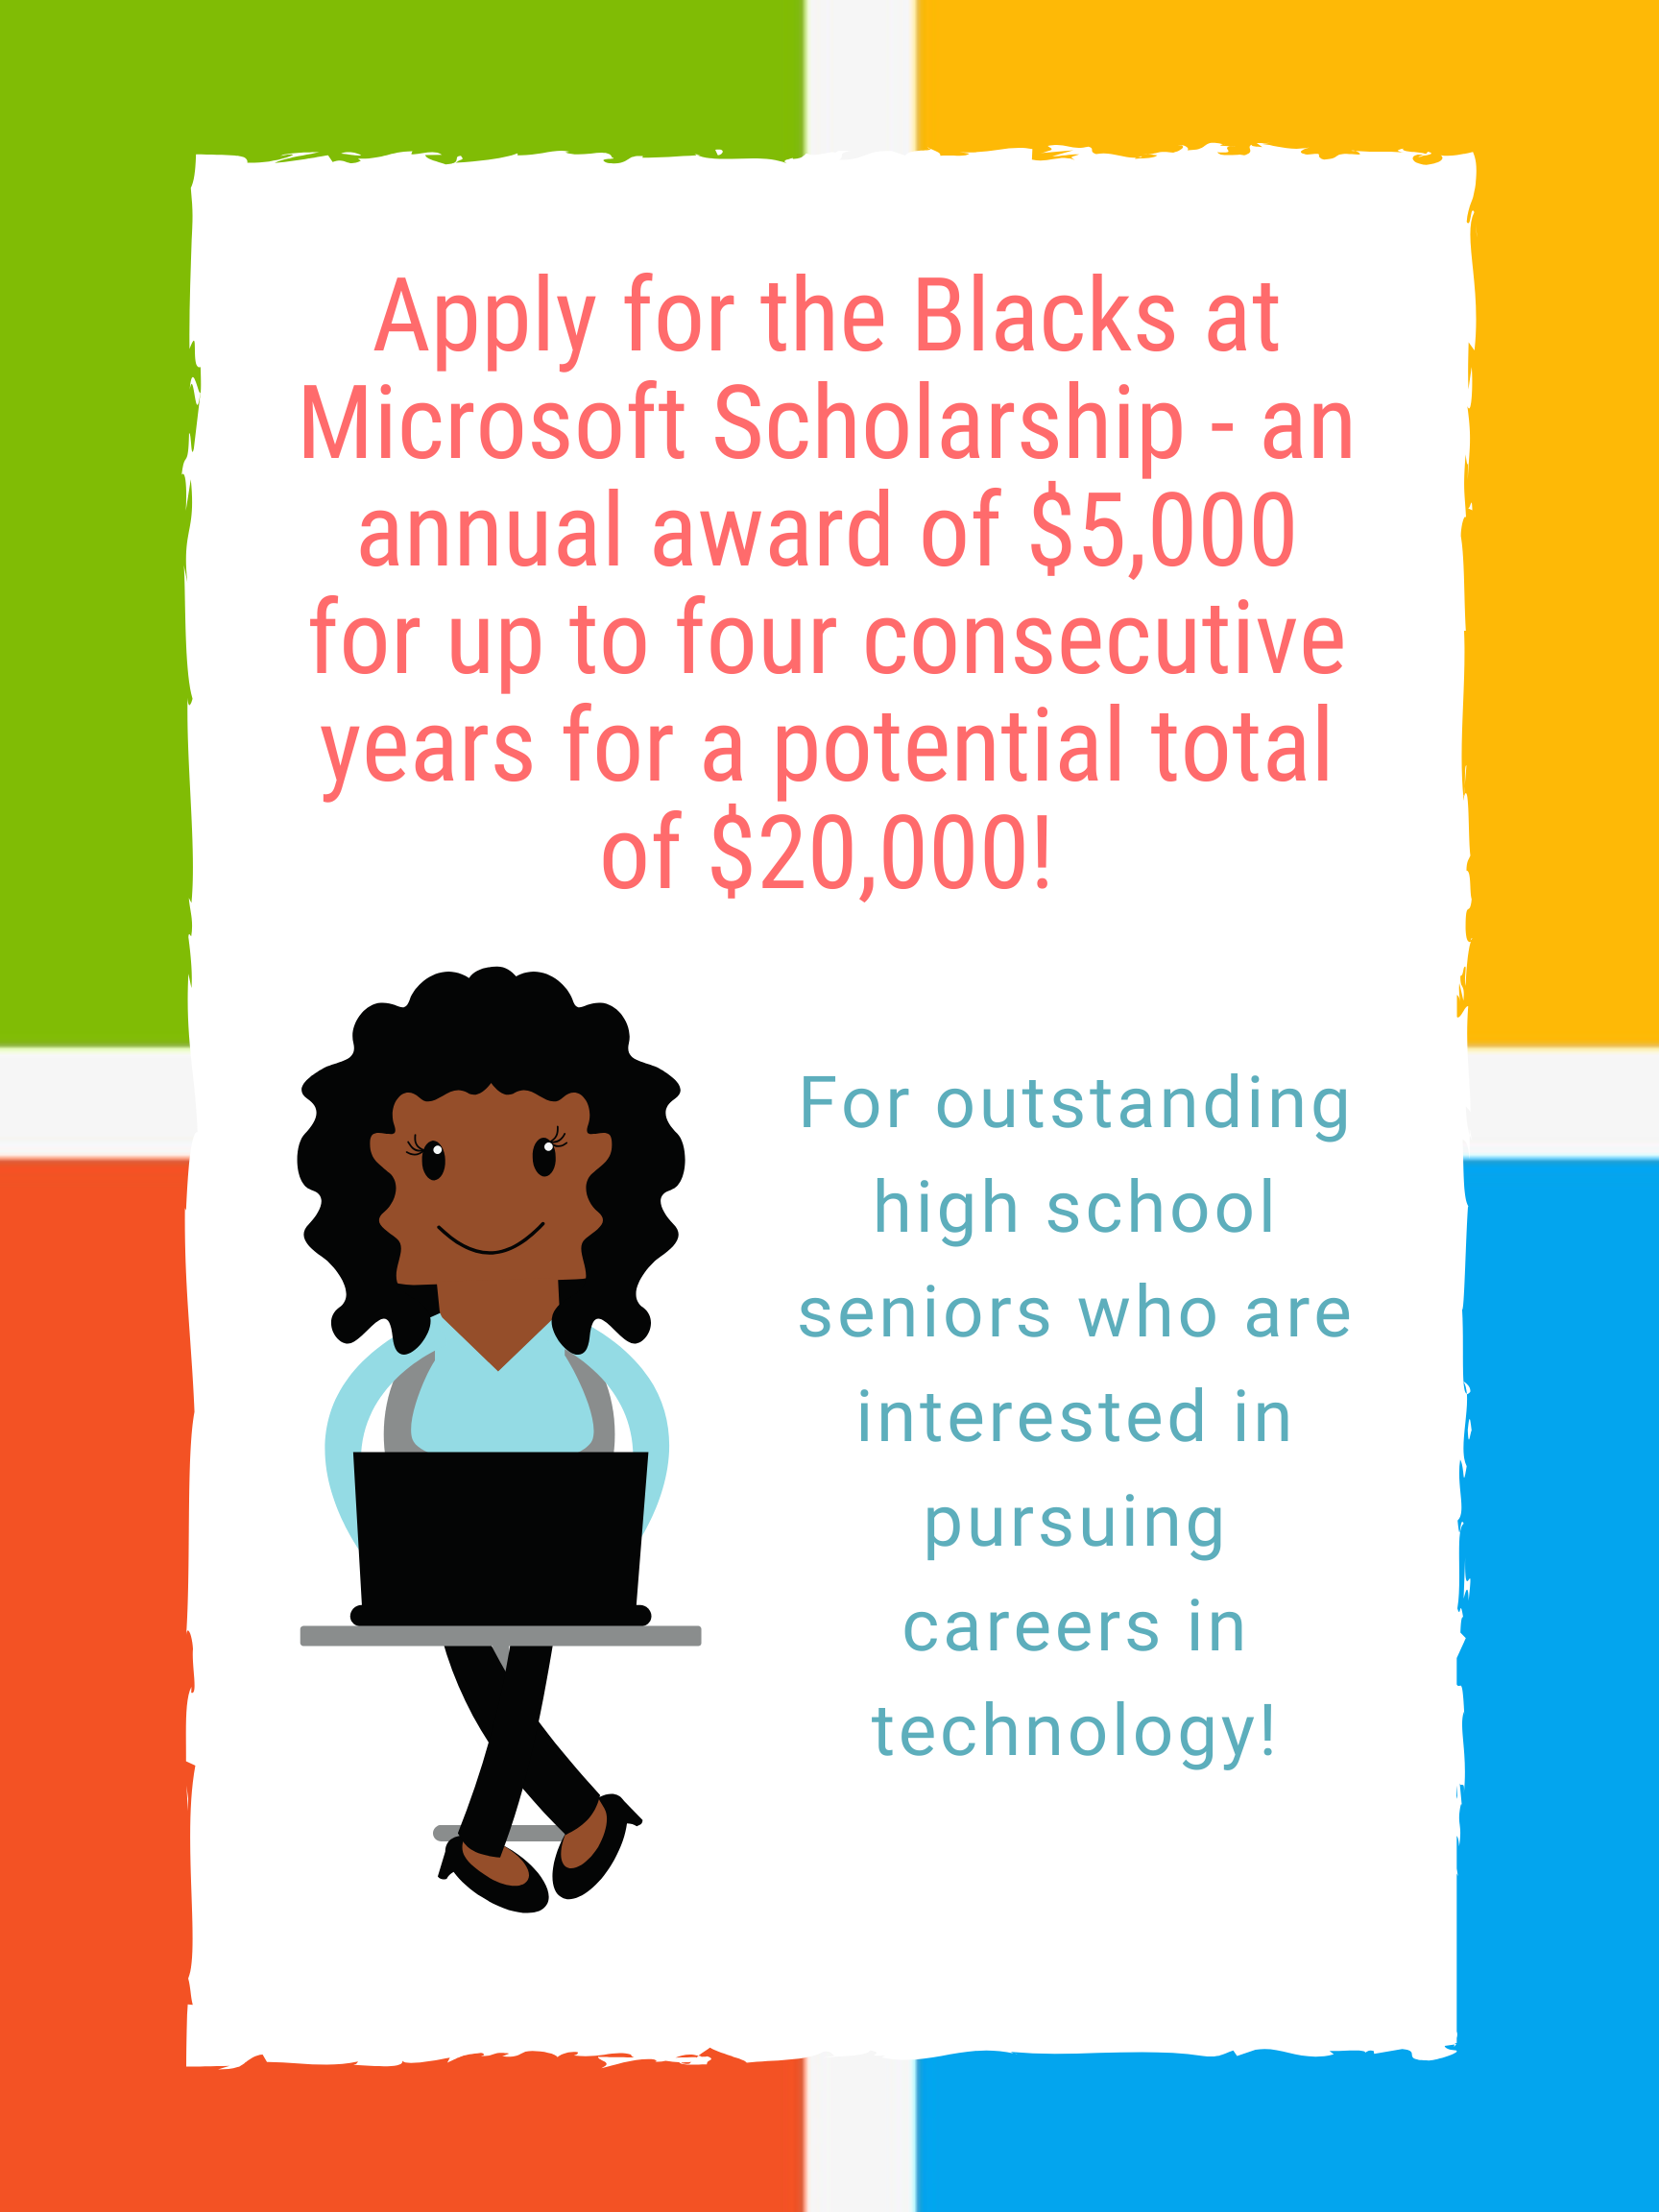 Apply for the Blacks at
Microsoft Scholarship - an
annual award of $5,000
for up to four consecutive
years for a potential total
of $20,000!
For outstanding
high school
seniors who are
interested in
pursuing
careers in
technology!